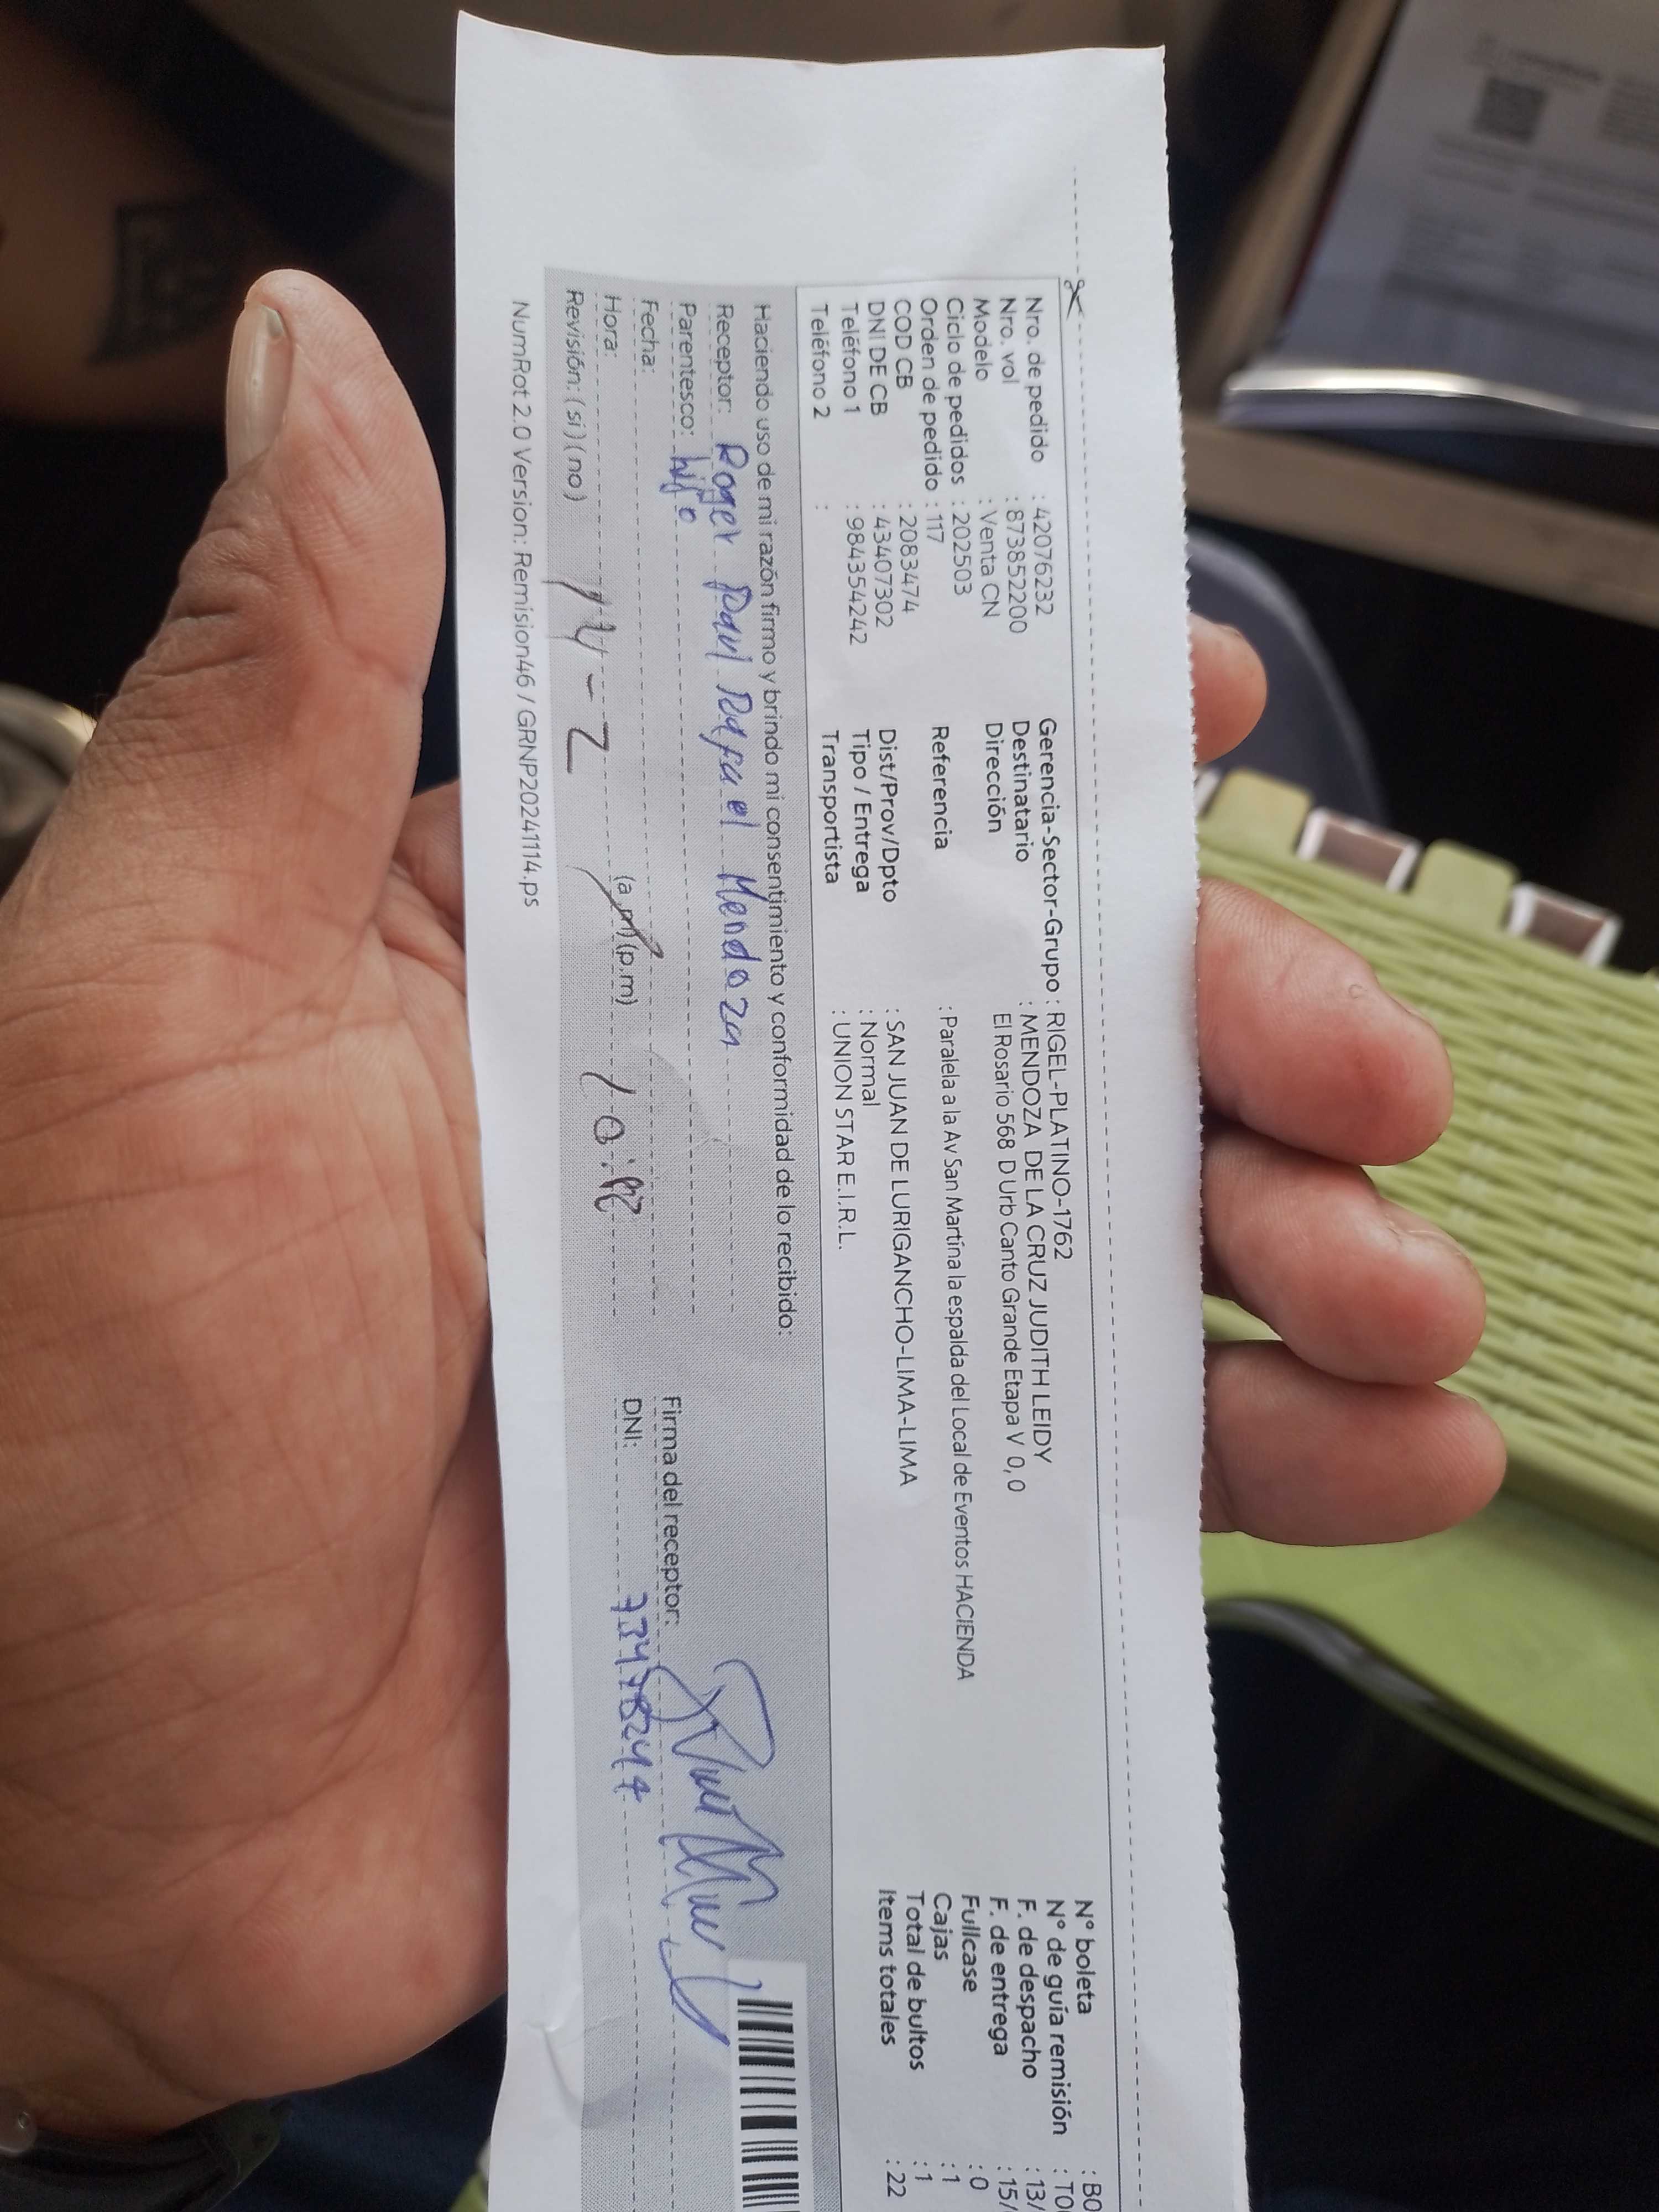 Nro. de pedido : 42076232
Nro. vol : 873852200
Modelo : Venta CN
Ciclo de pedidos : 202503
Orden de pedido : 117
COD CB : 2083474
DNI DE CB : 43407302
Teléfono 1 : 984354242
Teléfono 2 :
Gerencia-Sector-Grupo : RIGEL-PLATINO-1762
Destinatario : MENDOZA DE LA CRUZ JUDITH LEIDY
Dirección El Rosario 568 D Urb Canto Grande Etapa V 0,0
Referencia : Paralela a la Av San Martina la espalda del Local de Eventos HACIENDA
Dist/Prov/Dpto : SAN JUAN DE LURIGANCHO-LIMA-LIMA
Tipo / Entrega : Normal
Transportista : UNION STAR E.I.R.L.
N° boleta : B0
N° de guía remisión : T0
F. de despacho : 13/
F. de entrega : 15/
Fullcase : 0
Cajas : 1
Total de bultos : 1
Items totales : 22
Haciendo uso de mi razón firmo y brindo mi consentimiento y conformidad de lo recibido:
Receptor: Roger Paul Rafael Mendoza
Parentesco: hijo
Fecha:
Hora: 14-2 (a.m) (p.m)
Revisión: (si) (no)
Firma del receptor:
DNI:
NumRot 2.0 Version: Remision46 / GRNP20241114.ps